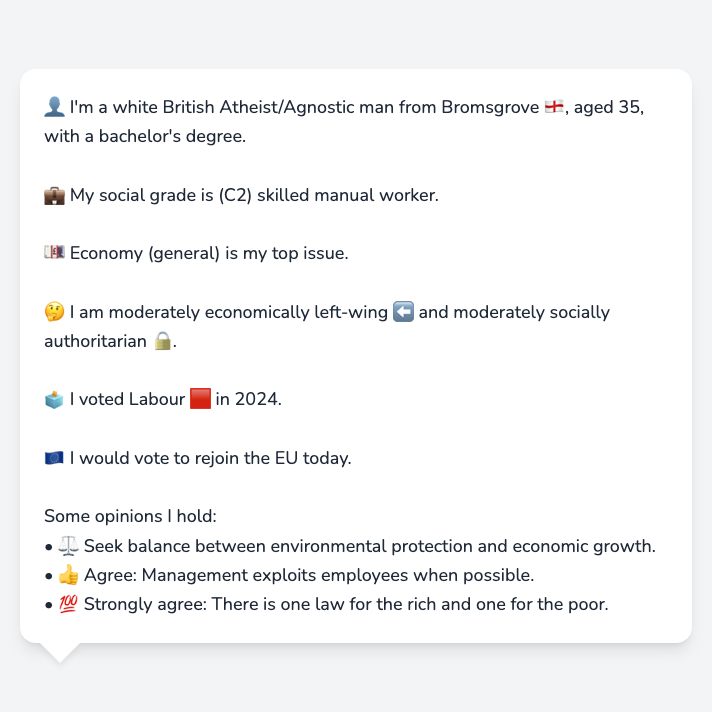 👤 I'm a white British Atheist/Agnostic man from Bromsgrove 🏴󠁧󠁢󠁥󠁮󠁧󠁿, aged 35,
with a bachelor's degree.
💼 My social grade is (C2) skilled manual worker.
💷 Economy (general) is my top issue.
🤔 I am moderately economically left-wing ⬅️ and moderately socially
authoritarian 🔒.
🗳️ I voted Labour 🟥 in 2024.
🇪🇺 I would vote to rejoin the EU today.
Some opinions I hold:
• ⚖️ Seek balance between environmental protection and economic growth.
• 👍 Agree: Management exploits employees when possible.
• 💯 Strongly agree: There is one law for the rich and one for the poor.